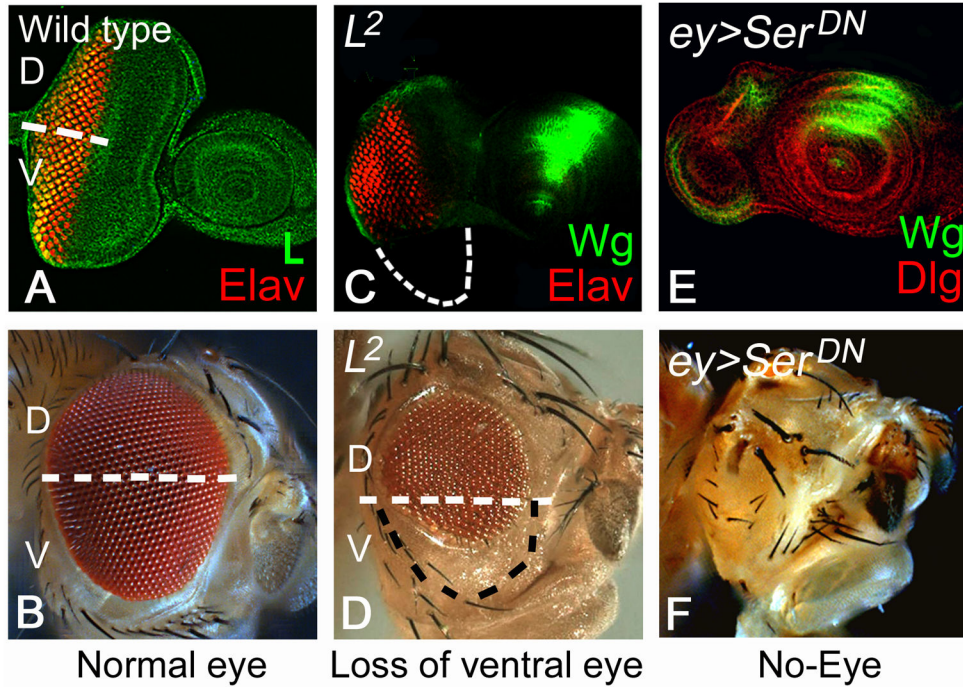 Wild type
D
V
L
A
Elav
L2
Wg
C
Elav
ey>SerDN
Wg
E
Dlg
D
V
B
L2
D
V
D
ey>SerDN
F
Normal eye
Loss of ventral eye
No-Eye